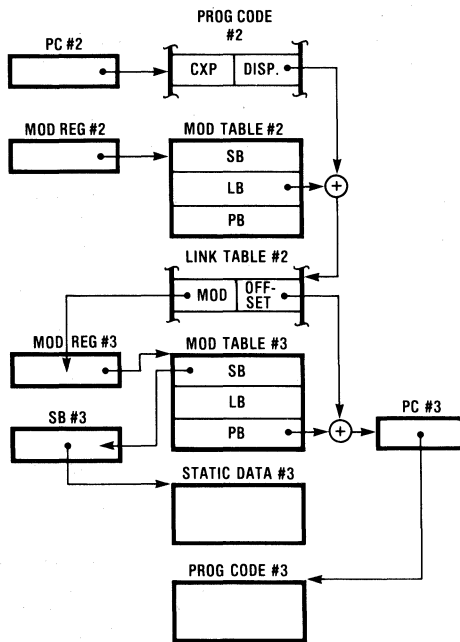 PROG CODE
#2
PC #2
CXP DISP.
MOD REG #2
MOD TABLE #2
SB
LB
+
PB
LINK TABLE #2
MOD OFF-
SET
MOD REG #3
MOD TABLE #3
SB
SB #3
LB
PC #3
PB
+
STATIC DATA #3
PROG CODE #3